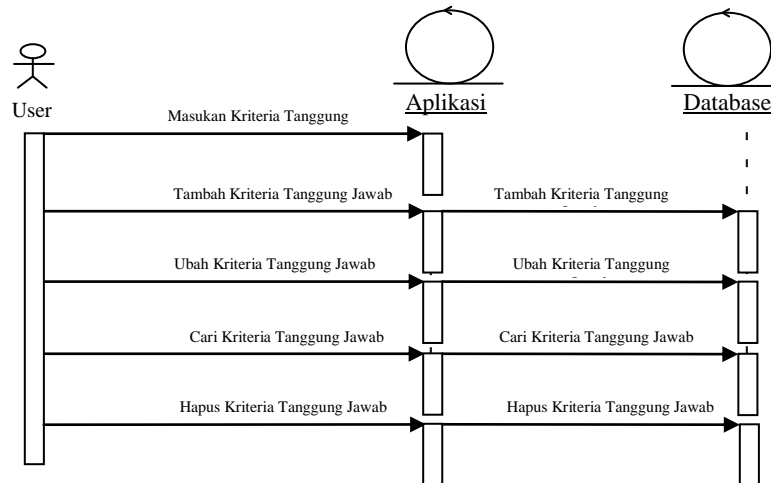 User
Aplikasi
Database
Masukan Kriteria Tanggung
Tambah Kriteria Tanggung Jawab
Tambah Kriteria Tanggung
Ubah Kriteria Tanggung Jawab
Ubah Kriteria Tanggung
Cari Kriteria Tanggung Jawab
Cari Kriteria Tanggung Jawab
Hapus Kriteria Tanggung Jawab
Hapus Kriteria Tanggung Jawab